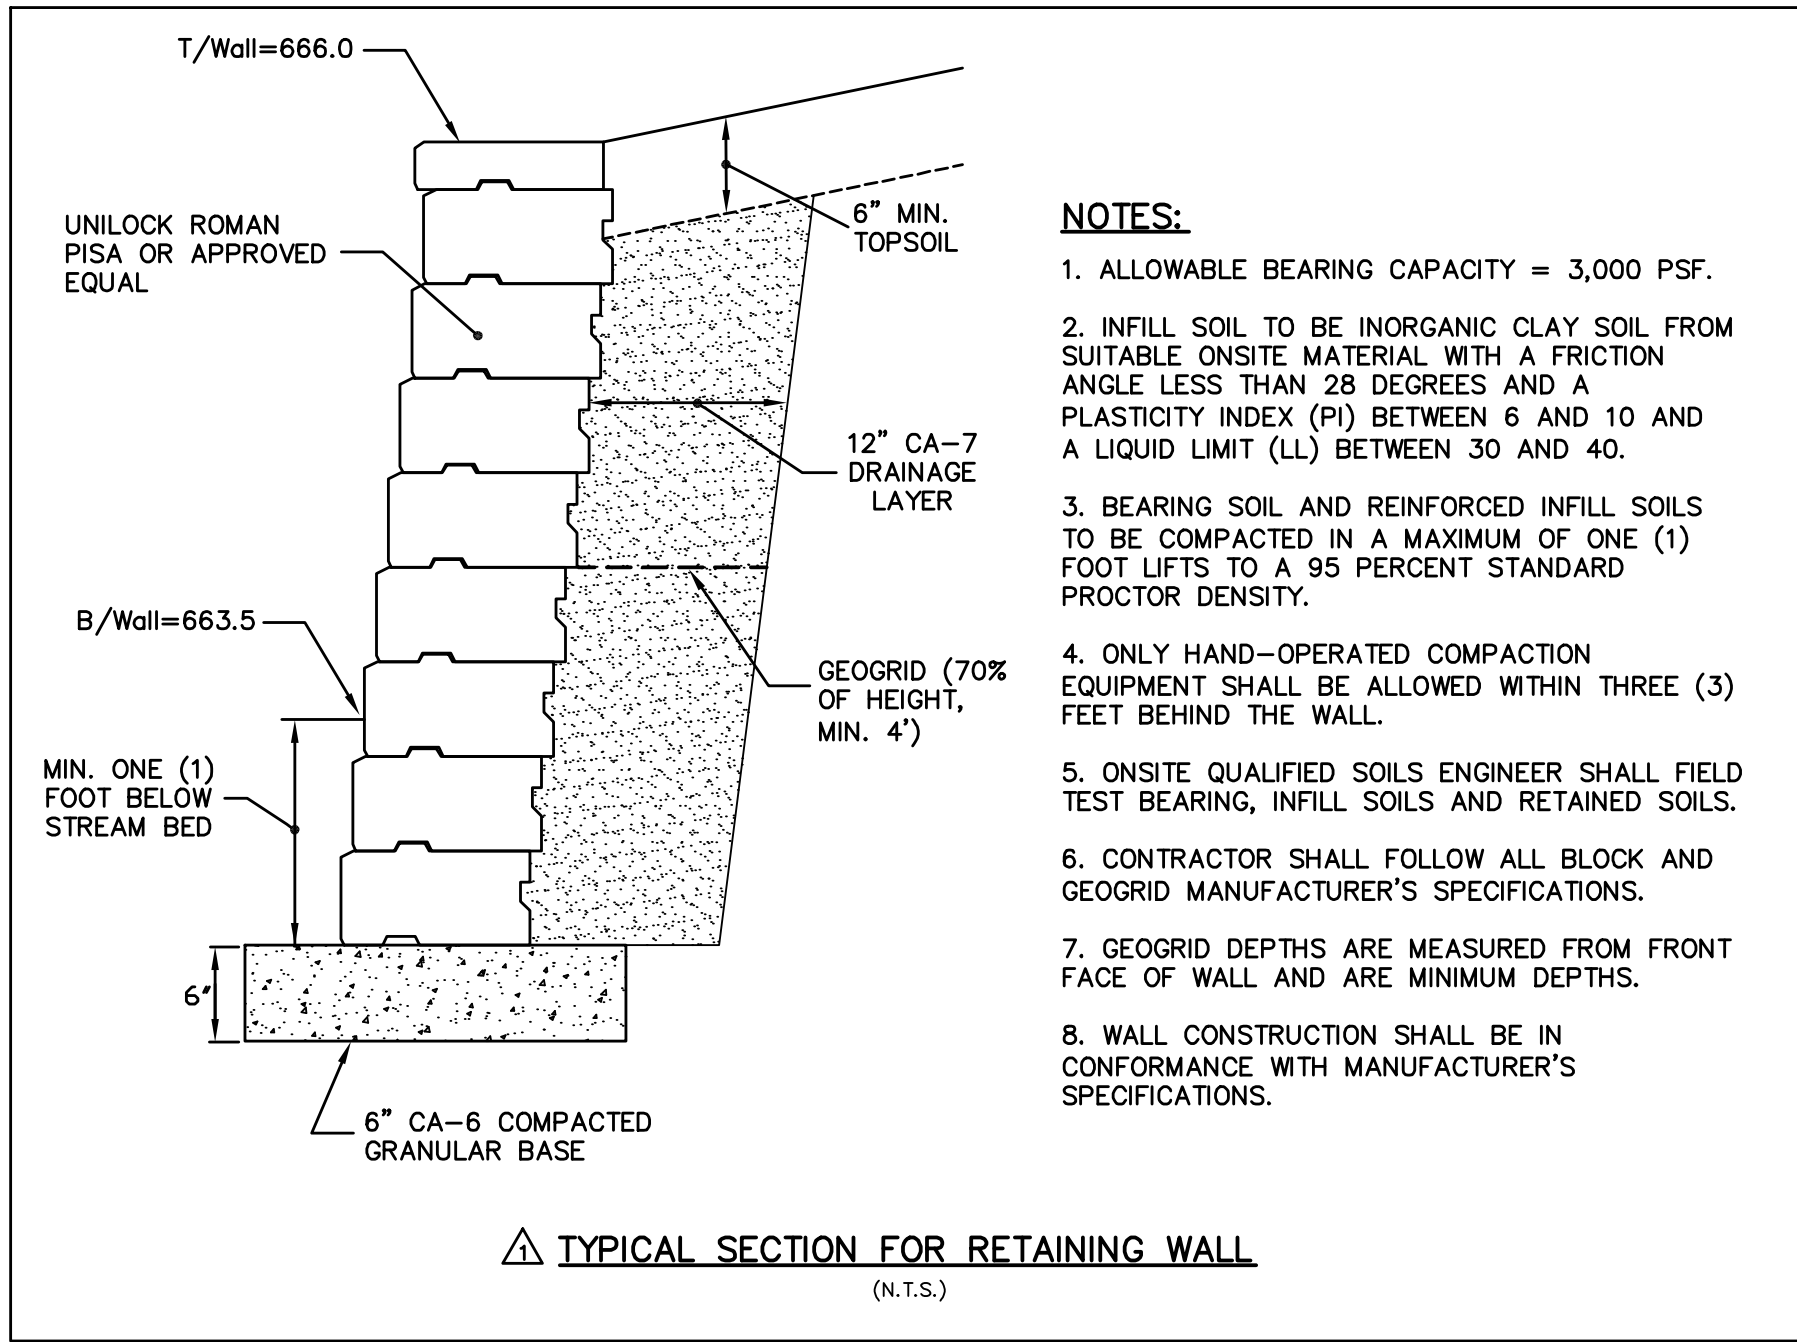 T/Wall=666.0
UNILOCK ROMAN
PISA OR APPROVED
EQUAL
6” MIN.
TOPSOIL
12” CA-7
DRAINAGE
LAYER
B/Wall=663.5
GEOGRID (70%
OF HEIGHT,
MIN. 4’)
MIN. ONE (1)
FOOT BELOW
STREAM BED
6”
6” CA-6 COMPACTED
GRANULAR BASE
NOTES:
1. ALLOWABLE BEARING CAPACITY = 3,000 PSF.
2. INFILL SOIL TO BE INORGANIC CLAY SOIL FROM
SUITABLE ONSITE MATERIAL WITH A FRICTION
ANGLE LESS THAN 28 DEGREES AND A
PLASTICITY INDEX (PI) BETWEEN 6 AND 10 AND
A LIQUID LIMIT (LL) BETWEEN 30 AND 40.
3. BEARING SOIL AND REINFORCED INFILL SOILS
TO BE COMPACTED IN A MAXIMUM OF ONE (1)
FOOT LIFTS TO A 95 PERCENT STANDARD
PROCTOR DENSITY.
4. ONLY HAND-OPERATED COMPACTION
EQUIPMENT SHALL BE ALLOWED WITHIN THREE (3)
FEET BEHIND THE WALL.
5. ONSITE QUALIFIED SOILS ENGINEER SHALL FIELD
TEST BEARING, INFILL SOILS AND RETAINED SOILS.
6. CONTRACTOR SHALL FOLLOW ALL BLOCK AND
GEOGRID MANUFACTURER’S SPECIFICATIONS.
7. GEOGRID DEPTHS ARE MEASURED FROM FRONT
FACE OF WALL AND ARE MINIMUM DEPTHS.
8. WALL CONSTRUCTION SHALL BE IN
CONFORMANCE WITH MANUFACTURER’S
SPECIFICATIONS.
1 TYPICAL SECTION FOR RETAINING WALL
(N.T.S.)